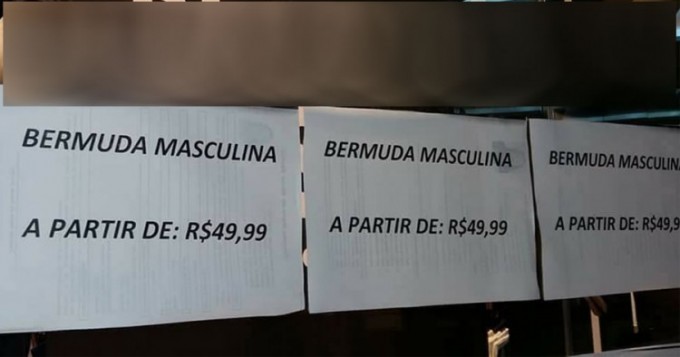 BERMUDA MASCULINA
A PARTIR DE: R$49,99
BERMUDA MASCULINA
A PARTIR DE: R$49,99
BERMUDA
A PARTIR DE: